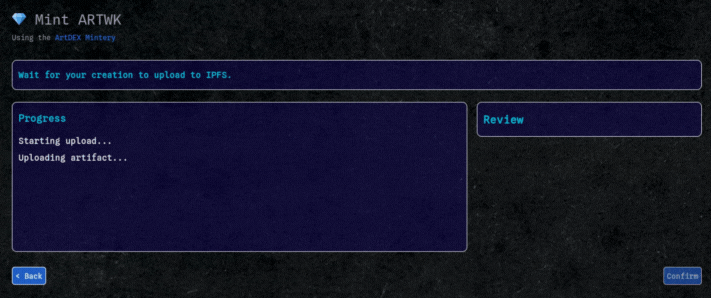 Mint ARTWK
Using the ArtDEX Mintery
Wait for your creation to upload to IPFS.
Progress
Starting upload...
Uploading artifact...
Review
< Back
Confirm